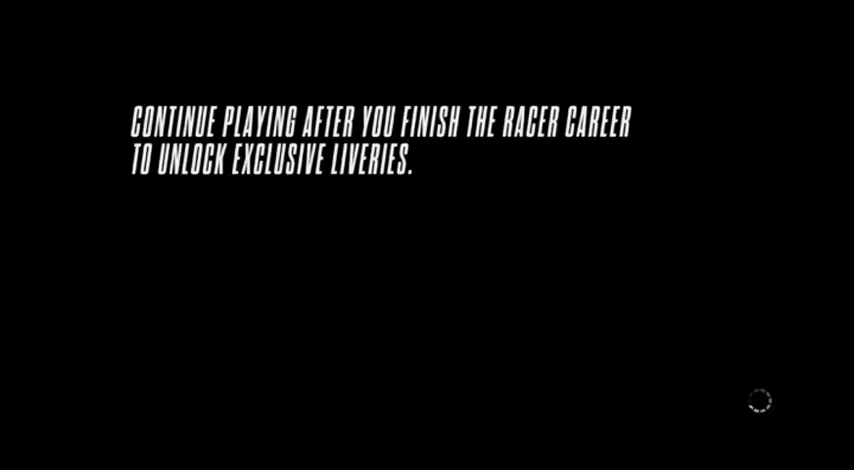 CONTINUE PLAYING AFTER YOU FINISH THE RACER CAREER
TO UNLOCK EXCLUSIVE LIVERIES.